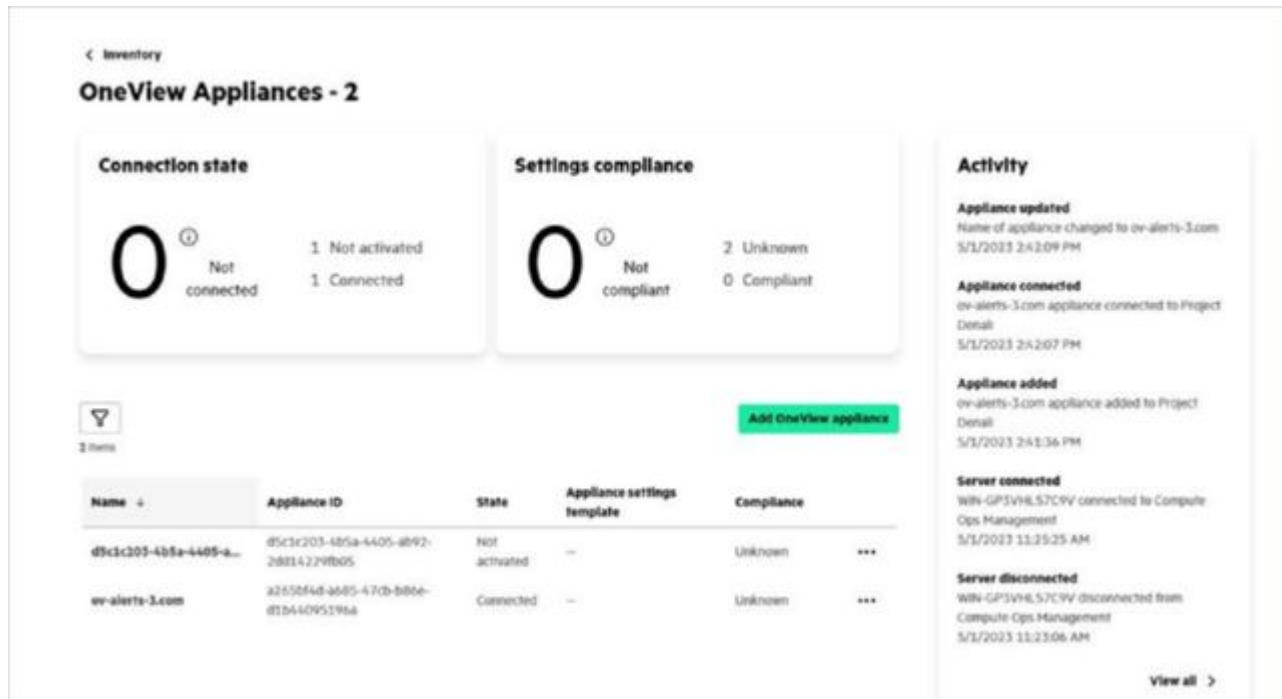 < Inventory
OneView Appliances - 2
Connection state
0
Not
connected
1 Not activated
1 Connected
Settings compliance
0
Not
compliant
2 Unknown
0 Compliant
2 items
Add OneView appliance
Name ↓
Appliance ID
State
Appliance settings
template
Compliance
d5c1c203-4b5a-4405-a...
d5c1c203-4b5a-4405-ab92-
2dd14229fb05
Not
activated
--
Unknown
•••
ov-alerts-3.com
a265bf4d-a685-47cb-b86e-
d1b44095196a
Connected
--
Unknown
•••
Activity
Appliance updated
Name of appliance changed to ov-alerts-3.com
5/1/2023 2:42:09 PM
Appliance connected
ov-alerts-3.com appliance connected to Project
Denali
5/1/2023 2:42:07 PM
Appliance added
ov-alerts-3.com appliance added to Project
Denali
5/1/2023 2:41:36 PM
Server connected
WIN-GP3VHLS7C9V connected to Compute
Ops Management
5/1/2023 11:25:25 AM
Server disconnected
WIN-GP3VHLS7C9V disconnected from
Compute Ops Management
5/1/2023 11:23:06 AM
View all >